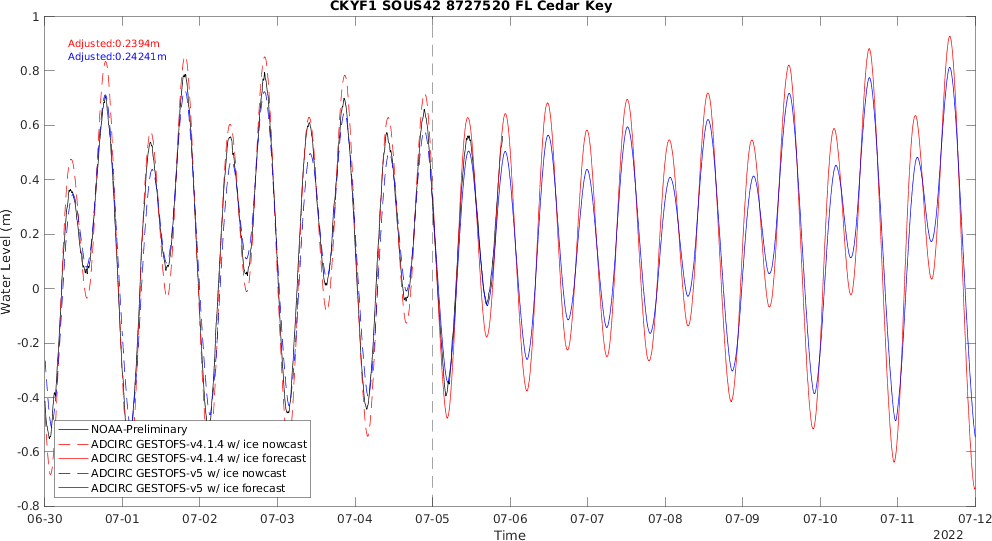 CKYF1 SOUS42 8727520 FL Cedar Key
Adjusted:0.2394m
Adjusted:0.24241m
Water Level (m)
1
0.8
0.6
0.4
0.2
0
-0.2
-0.4
-0.6
-0.8
NOAA-Preliminary
ADCIRC GESTOFS-v4.1.4 w/ ice nowcast
ADCIRC GESTOFS-v4.1.4 w/ ice forecast
ADCIRC GESTOFS-v5 w/ ice nowcast
ADCIRC GESTOFS-v5 w/ ice forecast
06-30 07-01 07-02 07-03 07-04 07-05 07-06 07-07 07-08 07-09 07-10 07-11 07-12
Time
2022